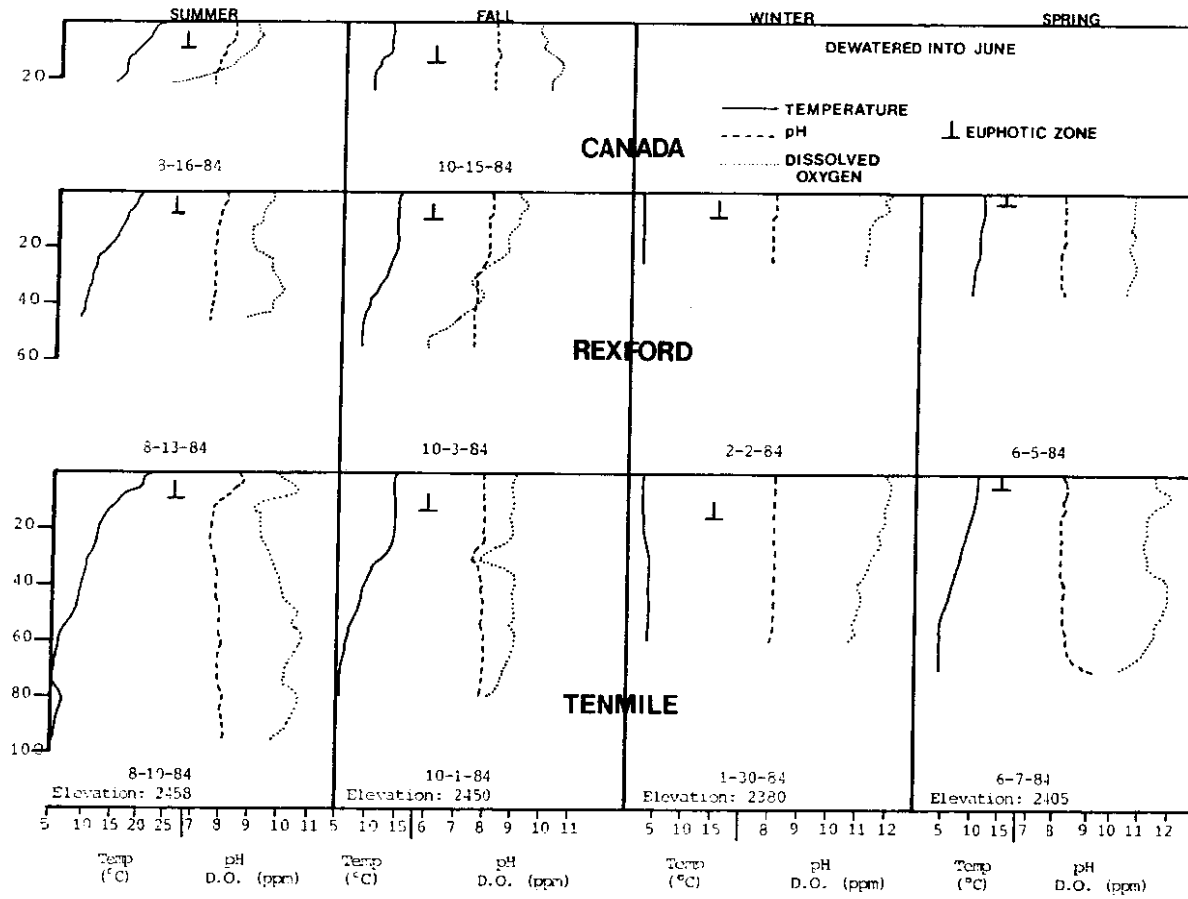 SUMMER FALL WINTER SPRING
DEWATERED INTO JUNE
20
TEMPERATURE
pH
EUPHOTIC ZONE
DISSOLVED OXYGEN
CANADA
8-16-84 10-15-84
20
40
60
REXFORD
8-13-84 10-3-84 2-2-84 6-5-84
20
40
60
80
100
TENMILE
8-10-84 10-1-84 1-30-84 6-7-84
Elevation: 2458 Elevation: 2450 Elevation: 2380 Elevation: 2405
5 10 15 20 25 7 8 9 10 11 5 10 15 6 7 8 9 10 11 5 10 15 8 9 10 11 12 5 10 15 7 8 9 10 11 12
Temp pH Temp pH Temp pH Temp pH
(°C) D.O. (ppm) (°C) D.O. (ppm) (°C) D.O. (ppm) (°C) D.O. (ppm)